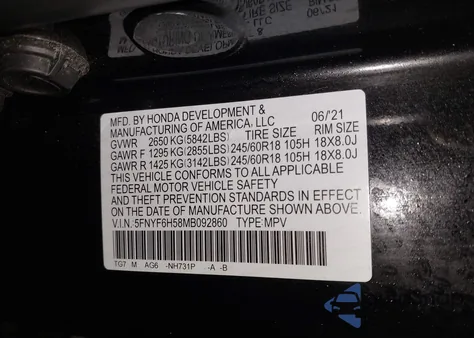 MFD. BY HONDA DEVELOPMENT &
MANUFACTURING OF AMERICA, LLC 06/'21
GVWR 2650 KG(5842LBS) TIRE SIZE RIM SIZE
GAWR F 1295 KG(2855LBS) 245/60R18 105H 18X8.0J
GAWR R 1425 KG(3142LBS) 245/60R18 105H 18X8.0J
THIS VEHICLE CONFORMS TO ALL APPLICABLE
FEDERAL MOTOR VEHICLE SAFETY
AND THEFT PREVENTION STANDARDS IN EFFECT
ON THE DATE OF MANUFACTURE SHOWN ABOVE.
V.I.N. 5FNYF6H58MB092860 TYPE: MPV
TG7 M AG6 -NH731P -A -B